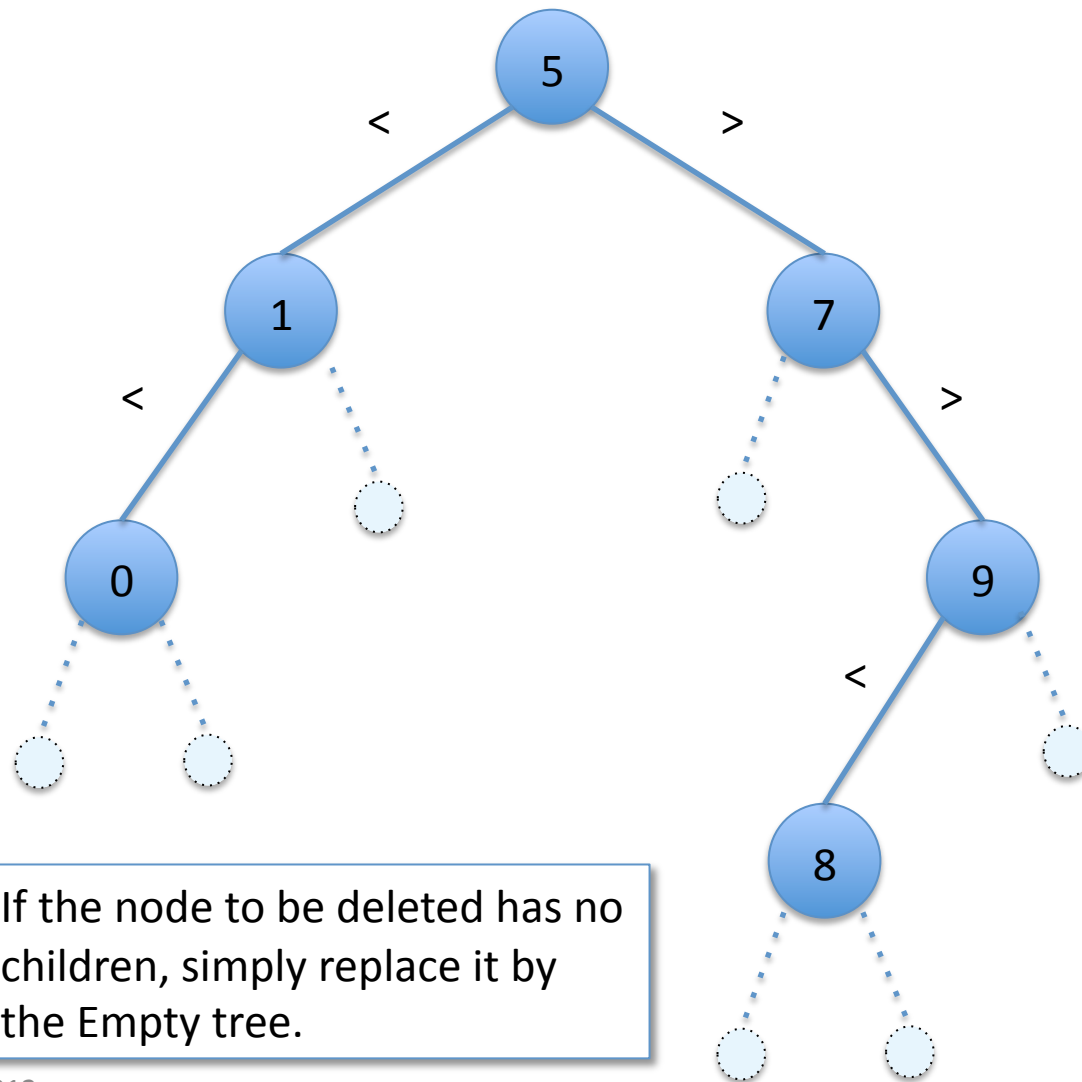 5
< >
1 7
< >
0 9
<
8
If the node to be deleted has no
children, simply replace it by
the Empty tree.